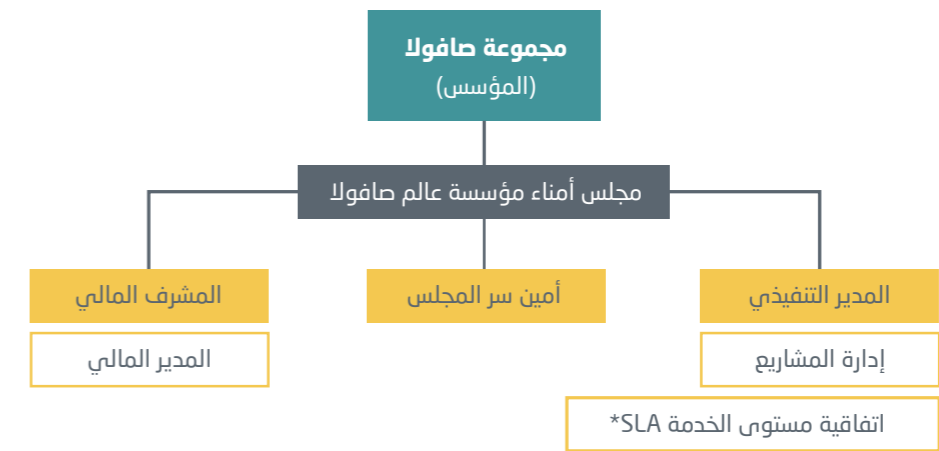 مجموعة صافولا
(المؤسس)
مجلس أمناء مؤسسة عالم صافولا
المدير التنفيذي
أمين سر المجلس
المشرف المالي
إدارة المشاريع
المدير المالي
اتفاقية مستوى الخدمة SLA*